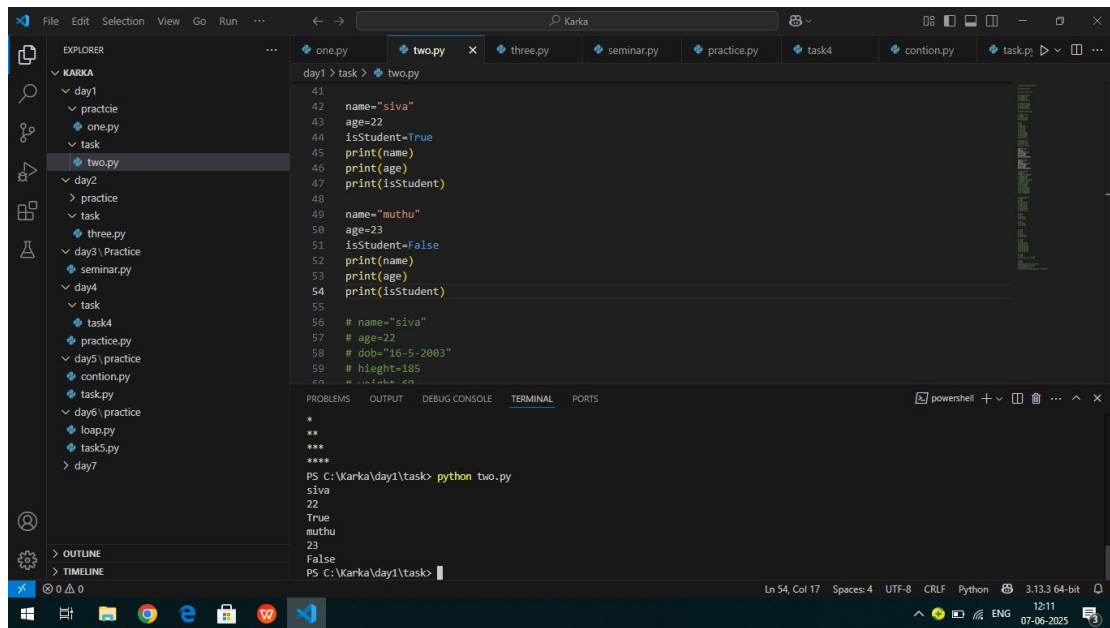 File Edit Selection View Go Run ··· Karka
EXPLORER ···
KARKA
day1
practcie
one.py
task
two.py
day2
practice
task
three.py
day3\Practice
seminar.py
day4
task
task4
practice.py
day5\practice
contion.py
task.py
day6\practice
loap.py
task5.py
day7
OUTLINE
TIMELINE
one.py two.py three.py seminar.py practice.py task4 contion.py task.py
day1 > task > two.py
41
42 name="siva"
43 age=22
44 isStudent=True
45 print(name)
46 print(age)
47 print(isStudent)
48
49 name="muthu"
50 age=23
51 isStudent=False
52 print(name)
53 print(age)
54 print(isStudent)
55
56 # name="siva"
57 # age=22
58 # dob="16-5-2003"
59 # hieght=185
PROBLEMS OUTPUT DEBUG CONSOLE TERMINAL PORTS powershell
*
**
***
****
PS C:\Karka\day1\task> python two.py
siva
22
True
muthu
23
False
PS C:\Karka\day1\task>
0 0 Ln 54, Col 17 Spaces: 4 UTF-8 CRLF Python 3.13.3 64-bit
ENG 12:11
07-06-2025 3